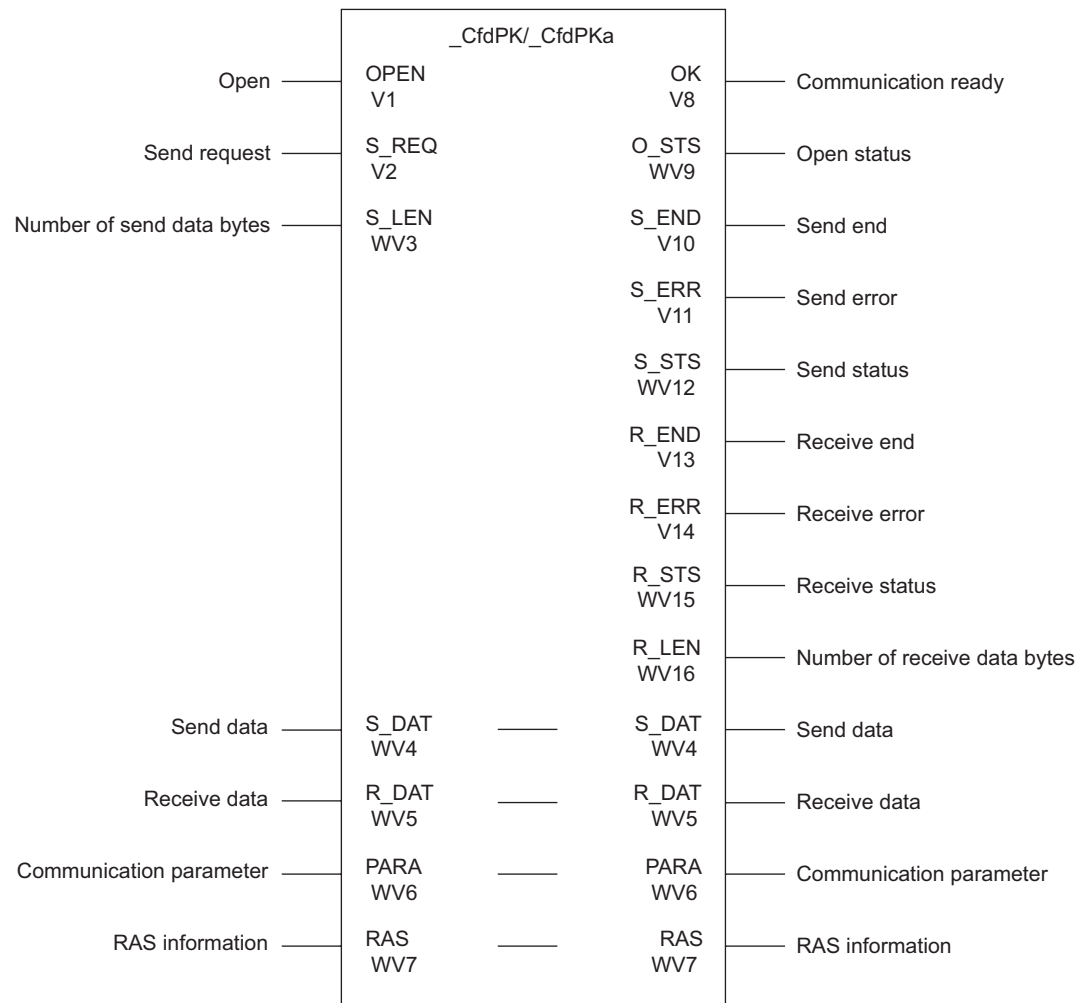 _CfdPK/_CfdPKa
Open OPEN OK Communication ready
V1 V8
Send request S_REQ O_STS Open status
V2 WV9
Number of send data bytes S_LEN S_END Send end
WV3 V10
S_ERR Send error
V11
S_STS Send status
WV12
R_END Receive end
V13
R_ERR Receive error
V14
R_STS Receive status
WV15
R_LEN Number of receive data bytes
WV16
Send data S_DAT S_DAT Send data
WV4 WV4
Receive data R_DAT R_DAT Receive data
WV5 WV5
Communication parameter PARA PARA Communication parameter
WV6 WV6
RAS information RAS RAS RAS information
WV7 WV7